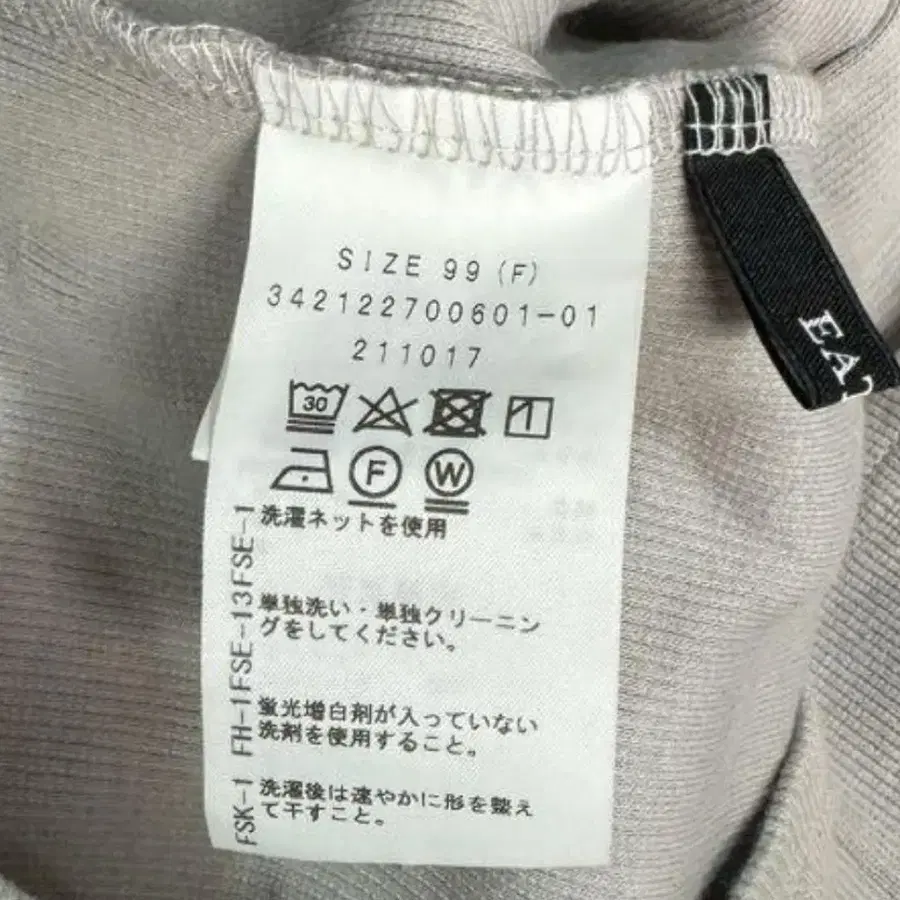 SIZE 99 (F)
342122700601-01
211017
30
F
W
洗濯ネットを使用
単独洗い・単独クリーニン
グをしてください。
蛍光増白剤が入っていない
洗剤を使用すること。
洗濯後は速やかに形を整え
て干すこと。
FSK-1 FH-1FSE-13FSE-1
EAT